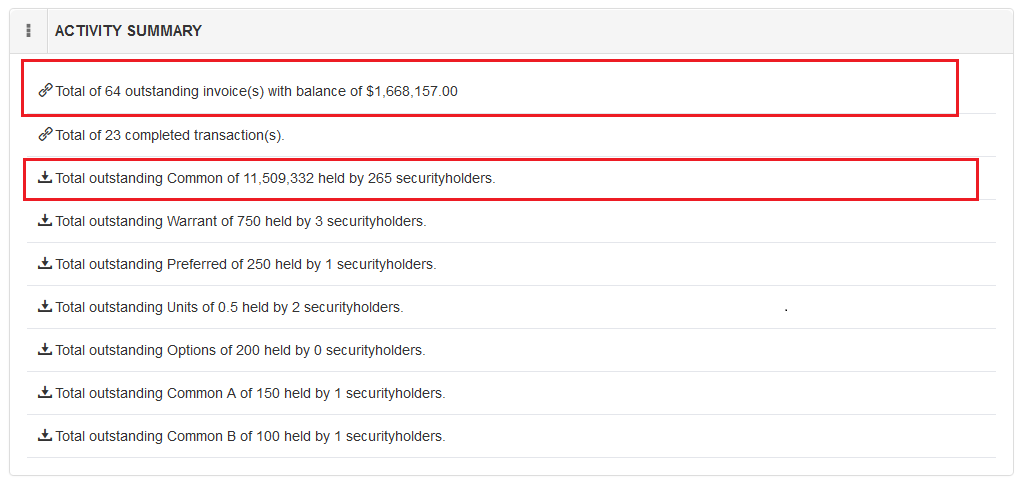 ACTIVITY SUMMARY
Total of 64 outstanding invoice(s) with balance of $1,668,157.00
Total of 23 completed transaction(s).
Total outstanding Common of 11,509,332 held by 265 securityholders.
Total outstanding Warrant of 750 held by 3 securityholders.
Total outstanding Preferred of 250 held by 1 securityholders.
Total outstanding Units of 0.5 held by 2 securityholders.
Total outstanding Options of 200 held by 0 securityholders.
Total outstanding Common A of 150 held by 1 securityholders.
Total outstanding Common B of 100 held by 1 securityholders.